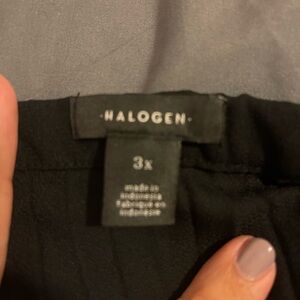 ·HALOGEN·
3x
made in
Indonesia
Fabrique en
Indonesie